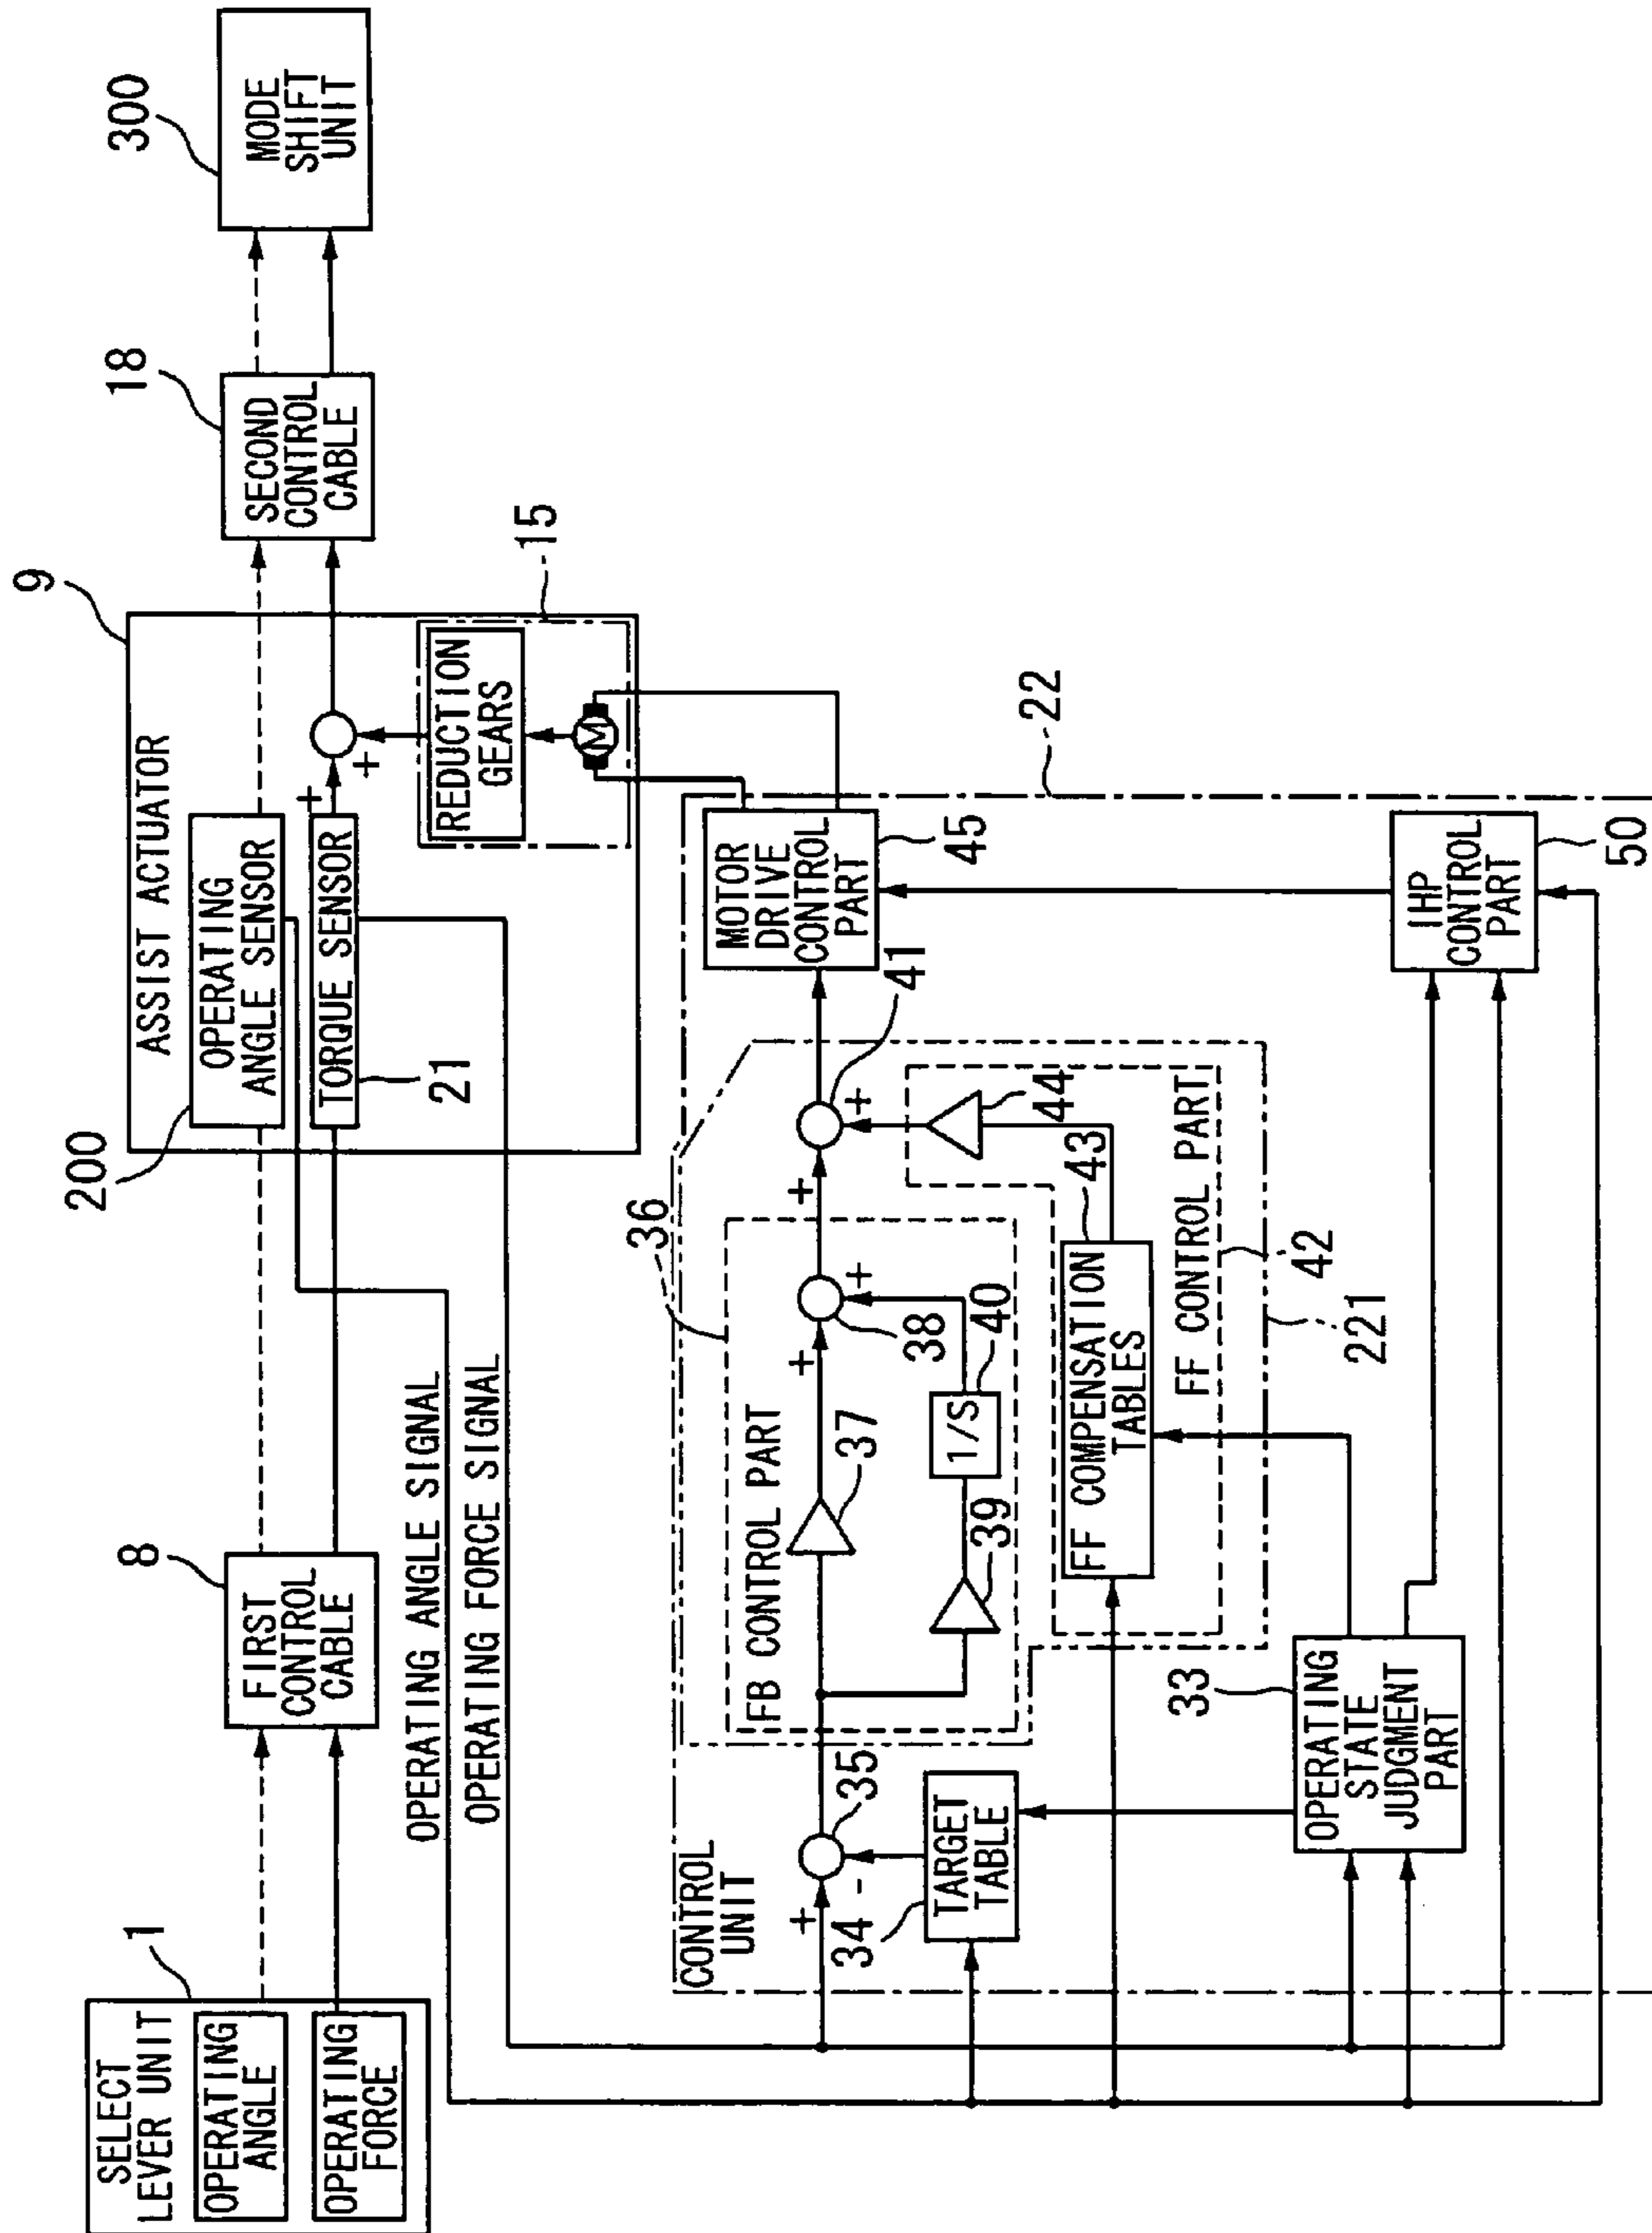 SELECT
LEVER UNIT
OPERATING
ANGLE
OPERATING
FORCE
1
FIRST
CONTROL
CABLE
8
ASSIST ACTUATOR
9
OPERATING
ANGLE SENSOR
200
TORQUE SENSOR
21
+
+
REDUCTION
GEARS
M
15
SECOND
CONTROL
CABLE
18
MODE
SHIFT
UNIT
300
OPERATING ANGLE SIGNAL
OPERATING FORCE SIGNAL
CONTROL
UNIT
22
+
-
35
TARGET
TABLE
34
FB CONTROL PART
36
37
39
1/S
40
+
+
38
+
+
41
FF COMPENSATION
TABLES
43
44
FF CONTROL PART
42
221
MOTOR
DRIVE
CONTROL
PART
45
OPERATING
STATE
JUDGMENT
PART
33
IHP
CONTROL
PART
50